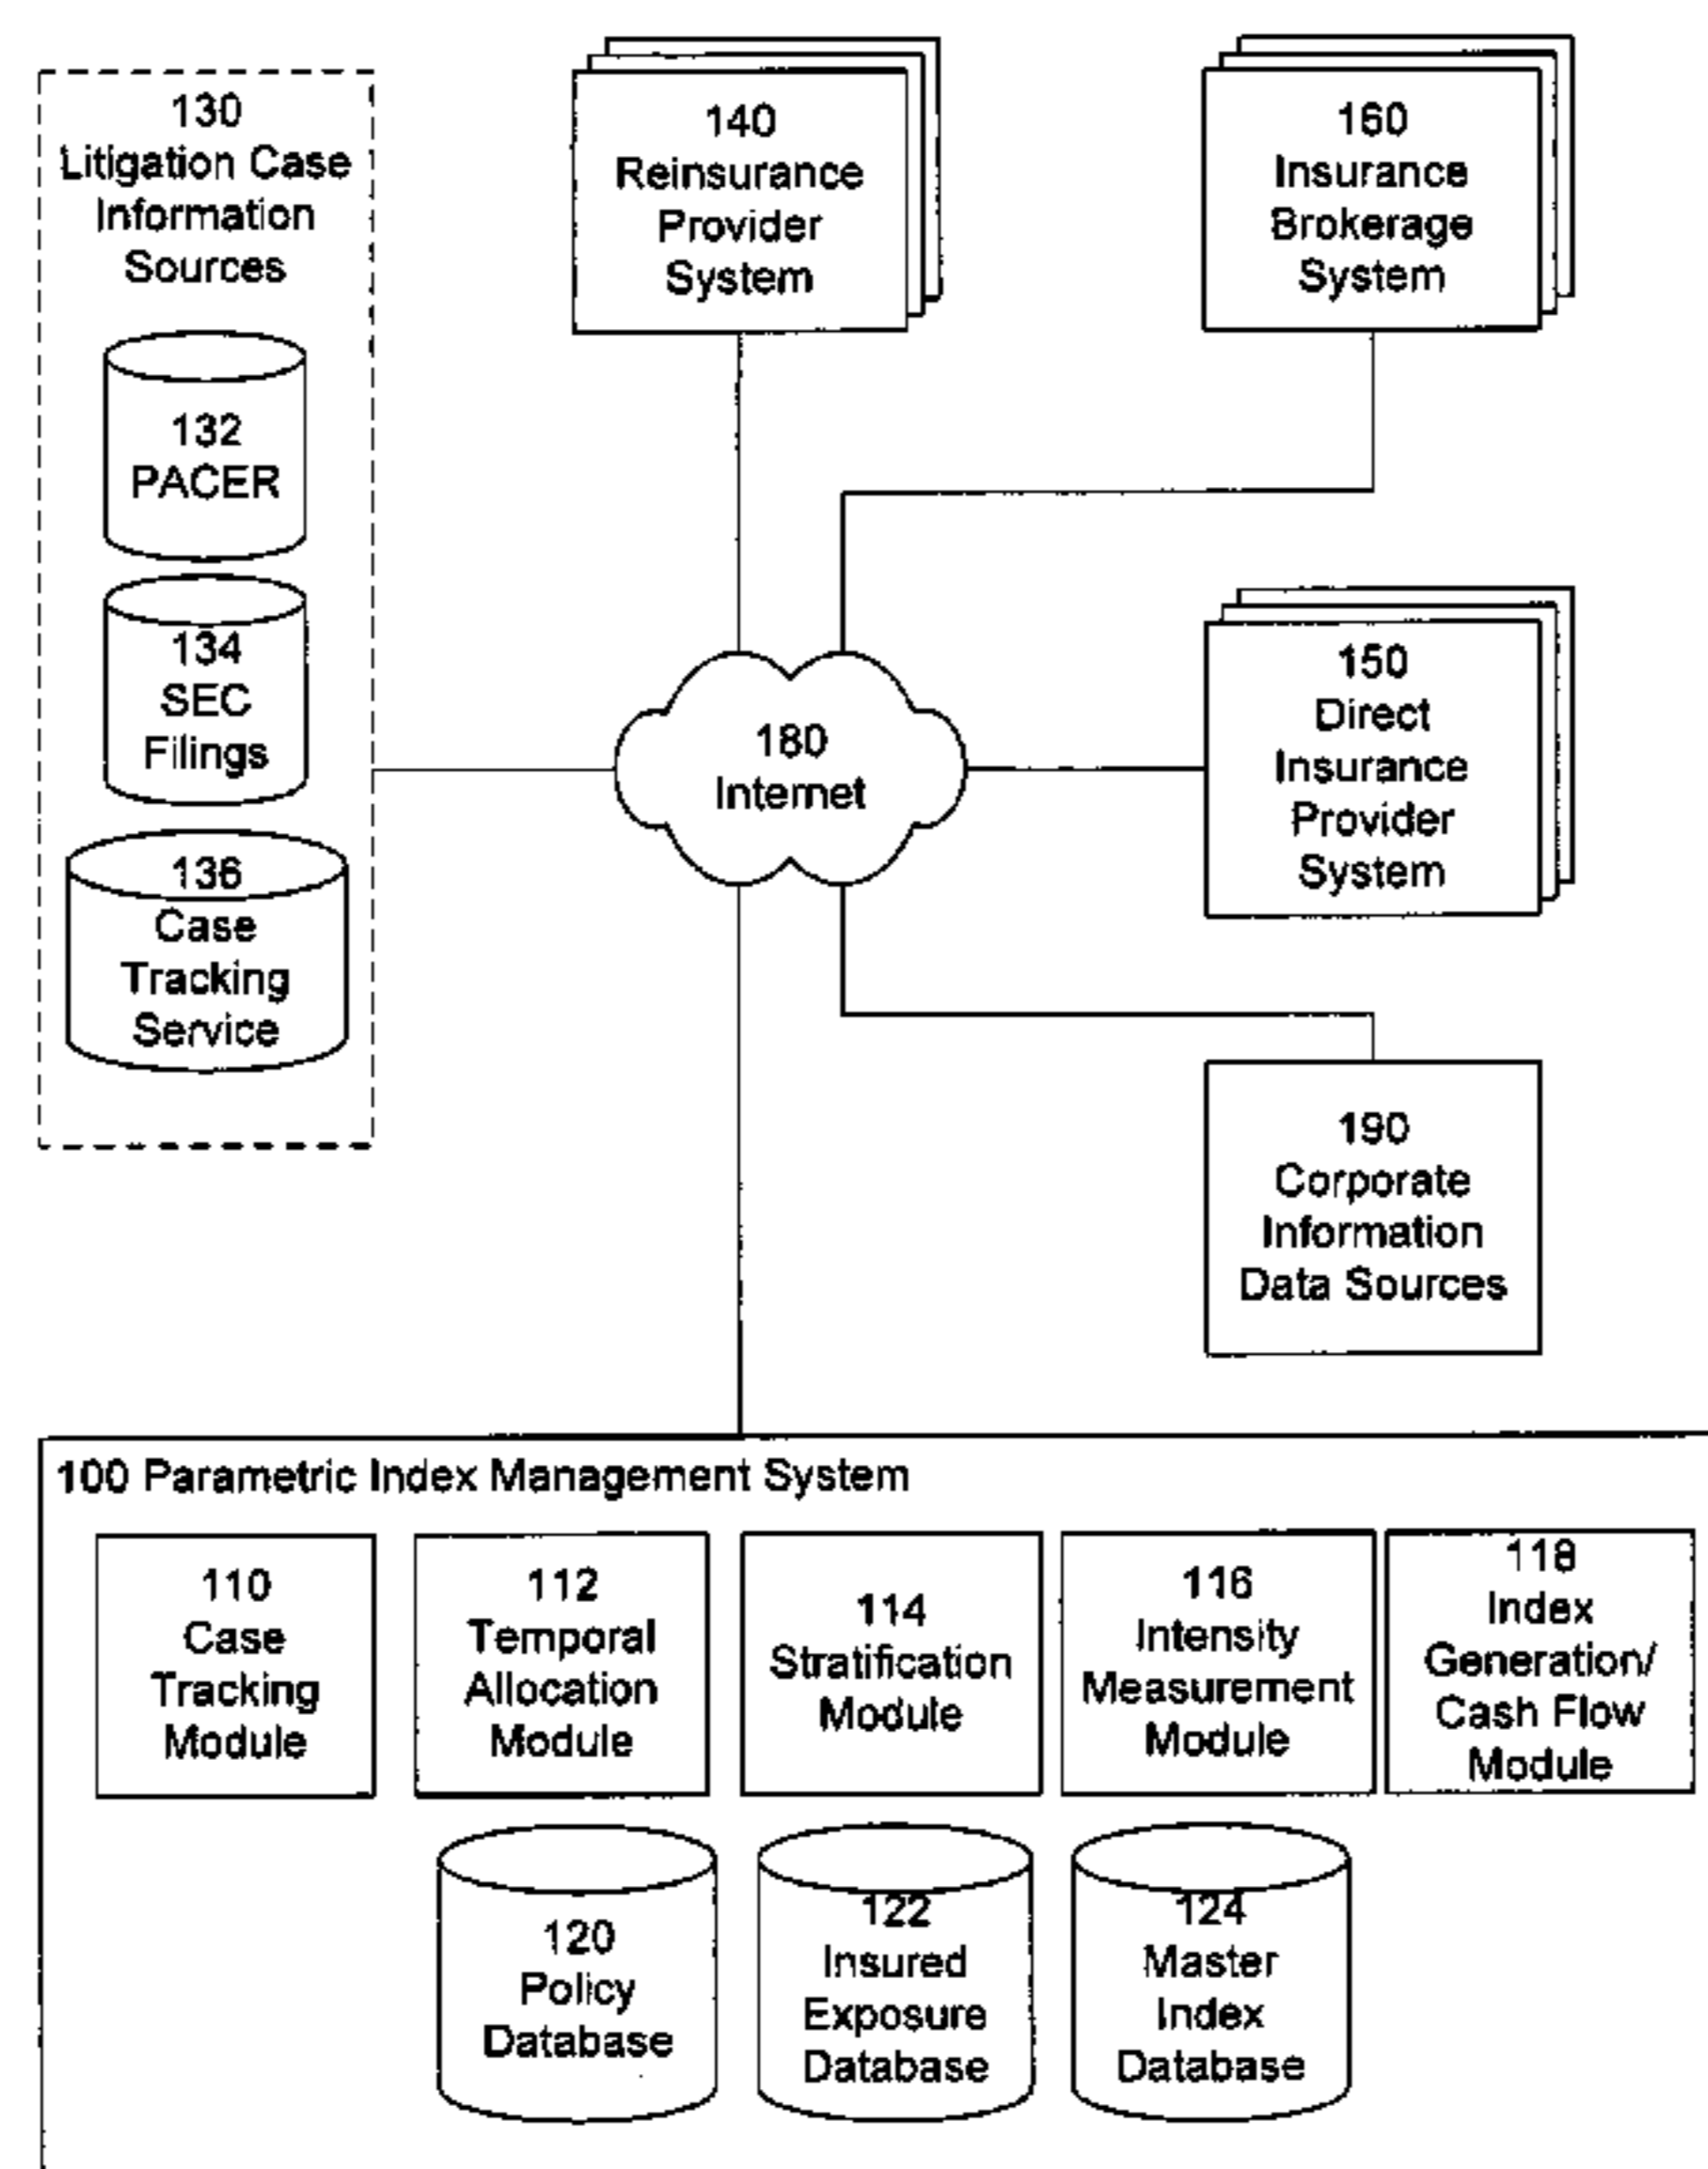 130
Litigation Case
Information
Sources
132
PACER
134
SEC
Filings
136
Case
Tracking
Service
140
Reinsurance
Provider
System
160
Insurance
Brokerage
System
180
Internet
150
Direct
Insurance
Provider
System
190
Corporate
Information
Data Sources
100 Parametric Index Management System
110
Case
Tracking
Module
112
Temporal
Allocation
Module
114
Stratification
Module
116
Intensity
Measurement
Module
118
Index
Generation/
Cash Flow
Module
120
Policy
Database
122
Insured
Exposure
Database
124
Master
Index
Database